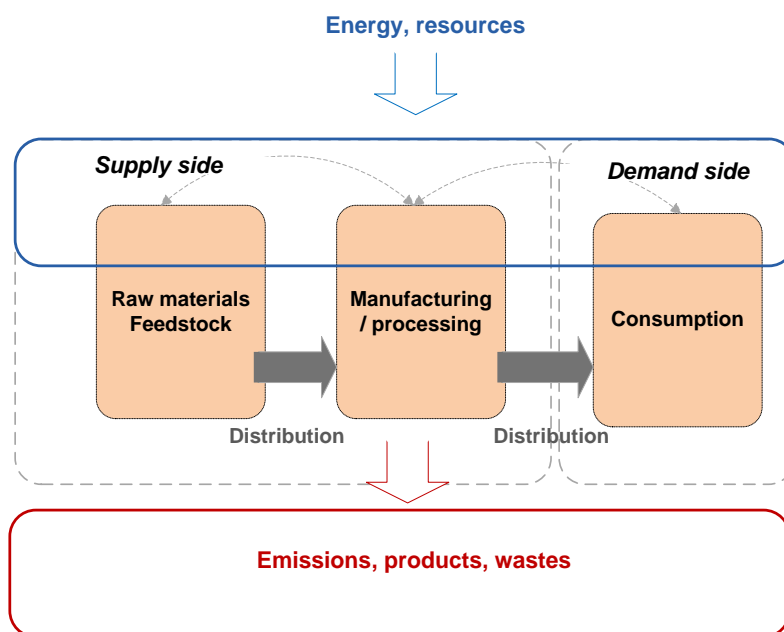 Energy, resources
Supply side
Demand side
Raw materials
Feedstock
Manufacturing
/ processing
Consumption
Distribution
Distribution
Emissions, products, wastes